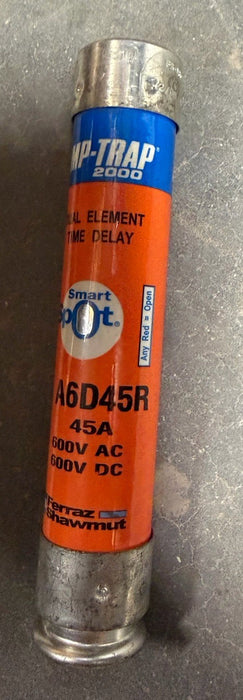 MP-TRAP®
2000
AL ELEMENT
TIME DELAY
Smart
Spot®
Any Red = Open
A6D45R
45A
600V AC
600V DC
Ferraz
Shawmut